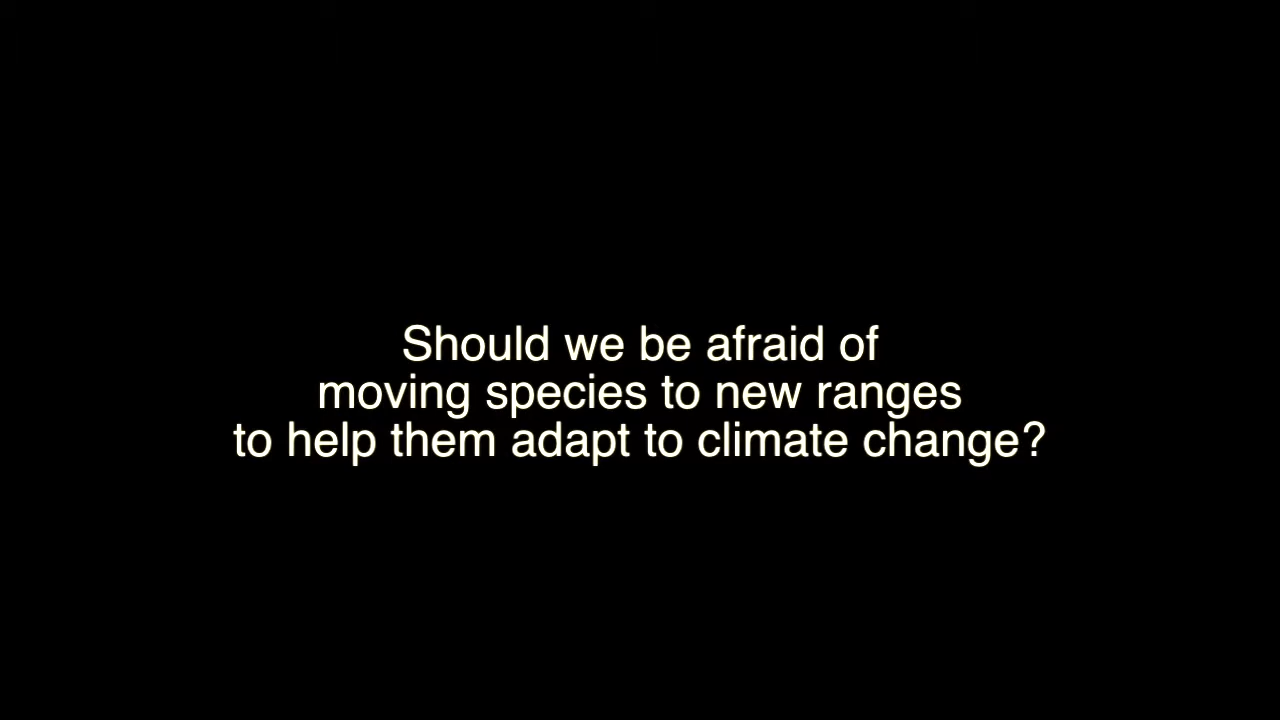 Should we be afraid of
moving species to new ranges
to help them adapt to climate change?